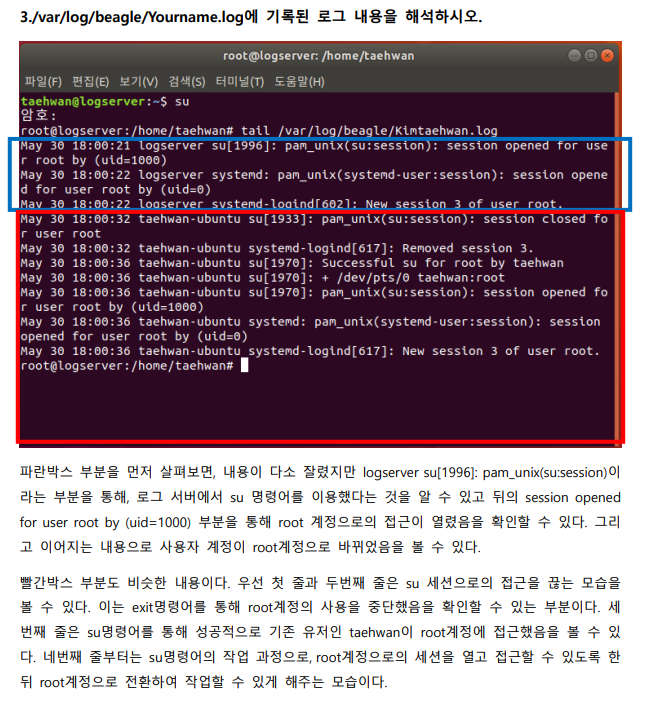 3./var/log/beagle/Yourname.log에 기록된 로그 내용을 해석하시오.
root@logserver: /home/taehwan
파일(F) 편집(E) 보기(V) 검색(S) 터미널(T) 도움말(H)
taehwan@logserver:~$ su
암호:
root@logserver:/home/taehwan# tail /var/log/beagle/Kimtaehwan.log
May 30 18:00:21 logserver su[1996]: pam_unix(su:session): session opened for use
r root by (uid=1000)
May 30 18:00:22 logserver systemd: pam_unix(systemd-user:session): session opene
d for user root by (uid=0)
May 30 18:00:22 logserver systemd-logind[602]: New session 3 of user root.
May 30 18:00:32 taehwan-ubuntu su[1933]: pam_unix(su:session): session closed fo
r user root
May 30 18:00:32 taehwan-ubuntu systemd-logind[617]: Removed session 3.
May 30 18:00:36 taehwan-ubuntu su[1970]: Successful su for root by taehwan
May 30 18:00:36 taehwan-ubuntu su[1970]: + /dev/pts/0 taehwan:root
May 30 18:00:36 taehwan-ubuntu su[1970]: pam_unix(su:session): session opened fo
r user root by (uid=1000)
May 30 18:00:36 taehwan-ubuntu systemd: pam_unix(systemd-user:session): session
opened for user root by (uid=0)
May 30 18:00:36 taehwan-ubuntu systemd-logind[617]: New session 3 of user root.
root@logserver:/home/taehwan#
파란박스 부분을 먼저 살펴보면, 내용이 다소 잘렸지만 logserver su[1996]: pam_unix(su:session)이
라는 부분을 통해, 로그 서버에서 su 명령어를 이용했다는 것을 알 수 있고 뒤의 session opened
for user root by (uid=1000) 부분을 통해 root 계정으로의 접근이 열렸음을 확인할 수 있다. 그리
고 이어지는 내용으로 사용자 계정이 root계정으로 바뀌었음을 볼 수 있다.
빨간박스 부분도 비슷한 내용이다. 우선 첫 줄과 두번째 줄은 su 세션으로의 접근을 끊는 모습을
볼 수 있다. 이는 exit명령어를 통해 root계정의 사용을 중단했음을 확인할 수 있는 부분이다. 세
번째 줄은 su명령어를 통해 성공적으로 기존 유저인 taehwan이 root계정에 접근했음을 볼 수 있
다. 네번째 줄부터는 su명령어의 작업 과정으로, root계정으로의 세션을 열고 접근할 수 있도록 한
뒤 root계정으로 전환하여 작업할 수 있게 해주는 모습이다.